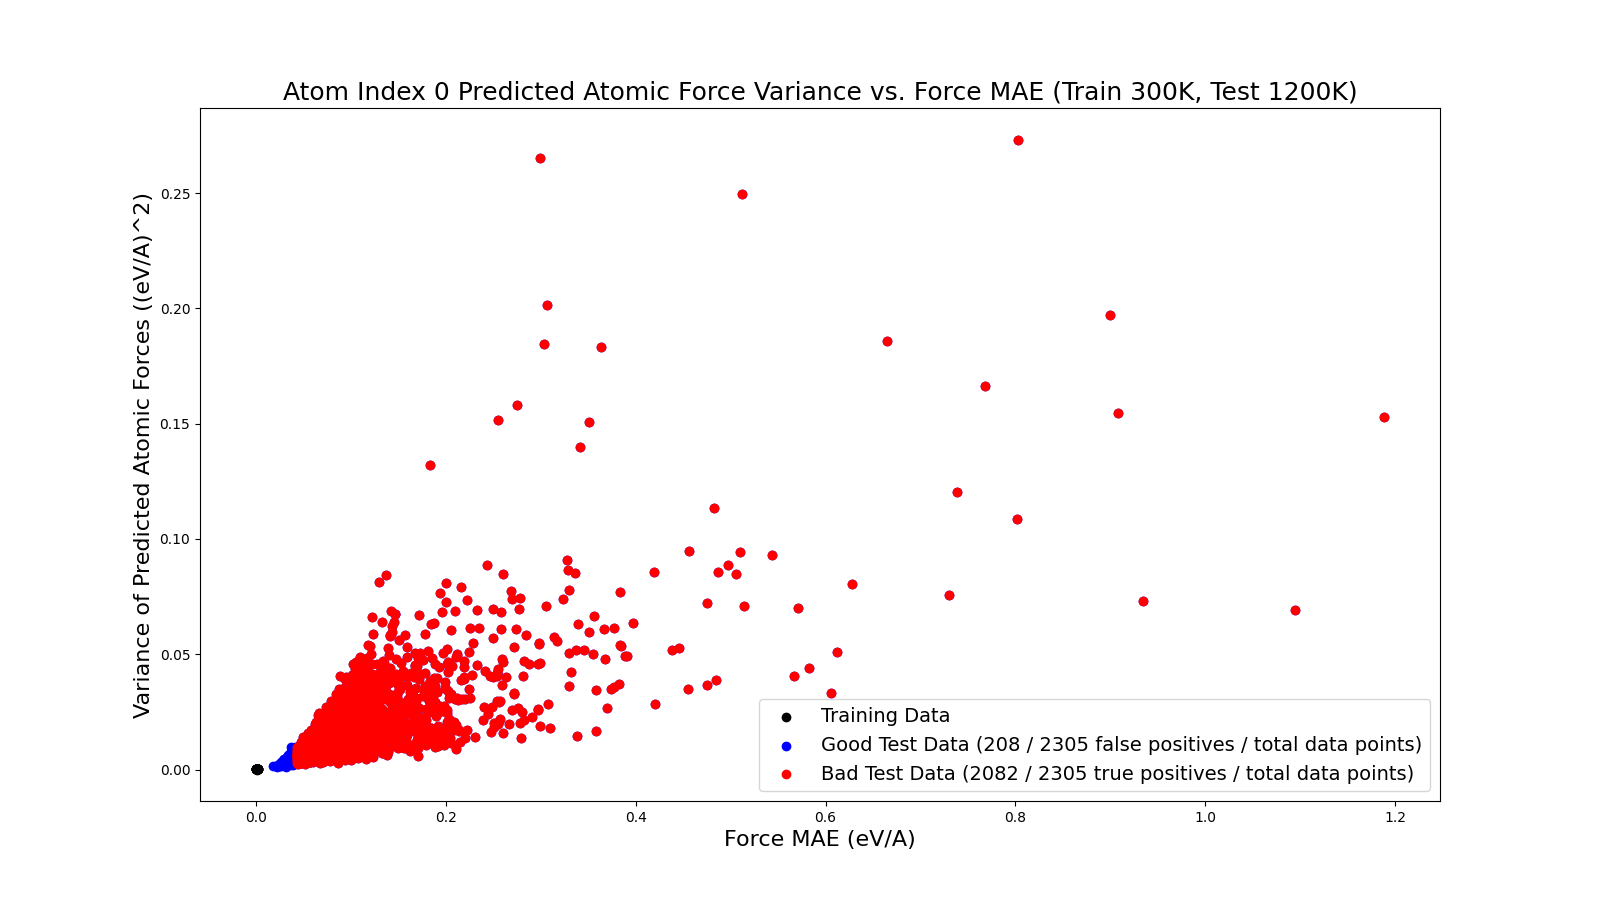 Atom Index 0 Predicted Atomic Force Variance vs. Force MAE (Train 300K, Test 1200K)
Variance of Predicted Atomic Forces ((eV/A)^2)
0.25
0.20
0.15
0.10
0.05
0.00
Training Data
Good Test Data (208 / 2305 false positives / total data points)
Bad Test Data (2082 / 2305 true positives / total data points)
0.0 0.2 0.4 0.6 0.8 1.0 1.2
Force MAE (eV/A)